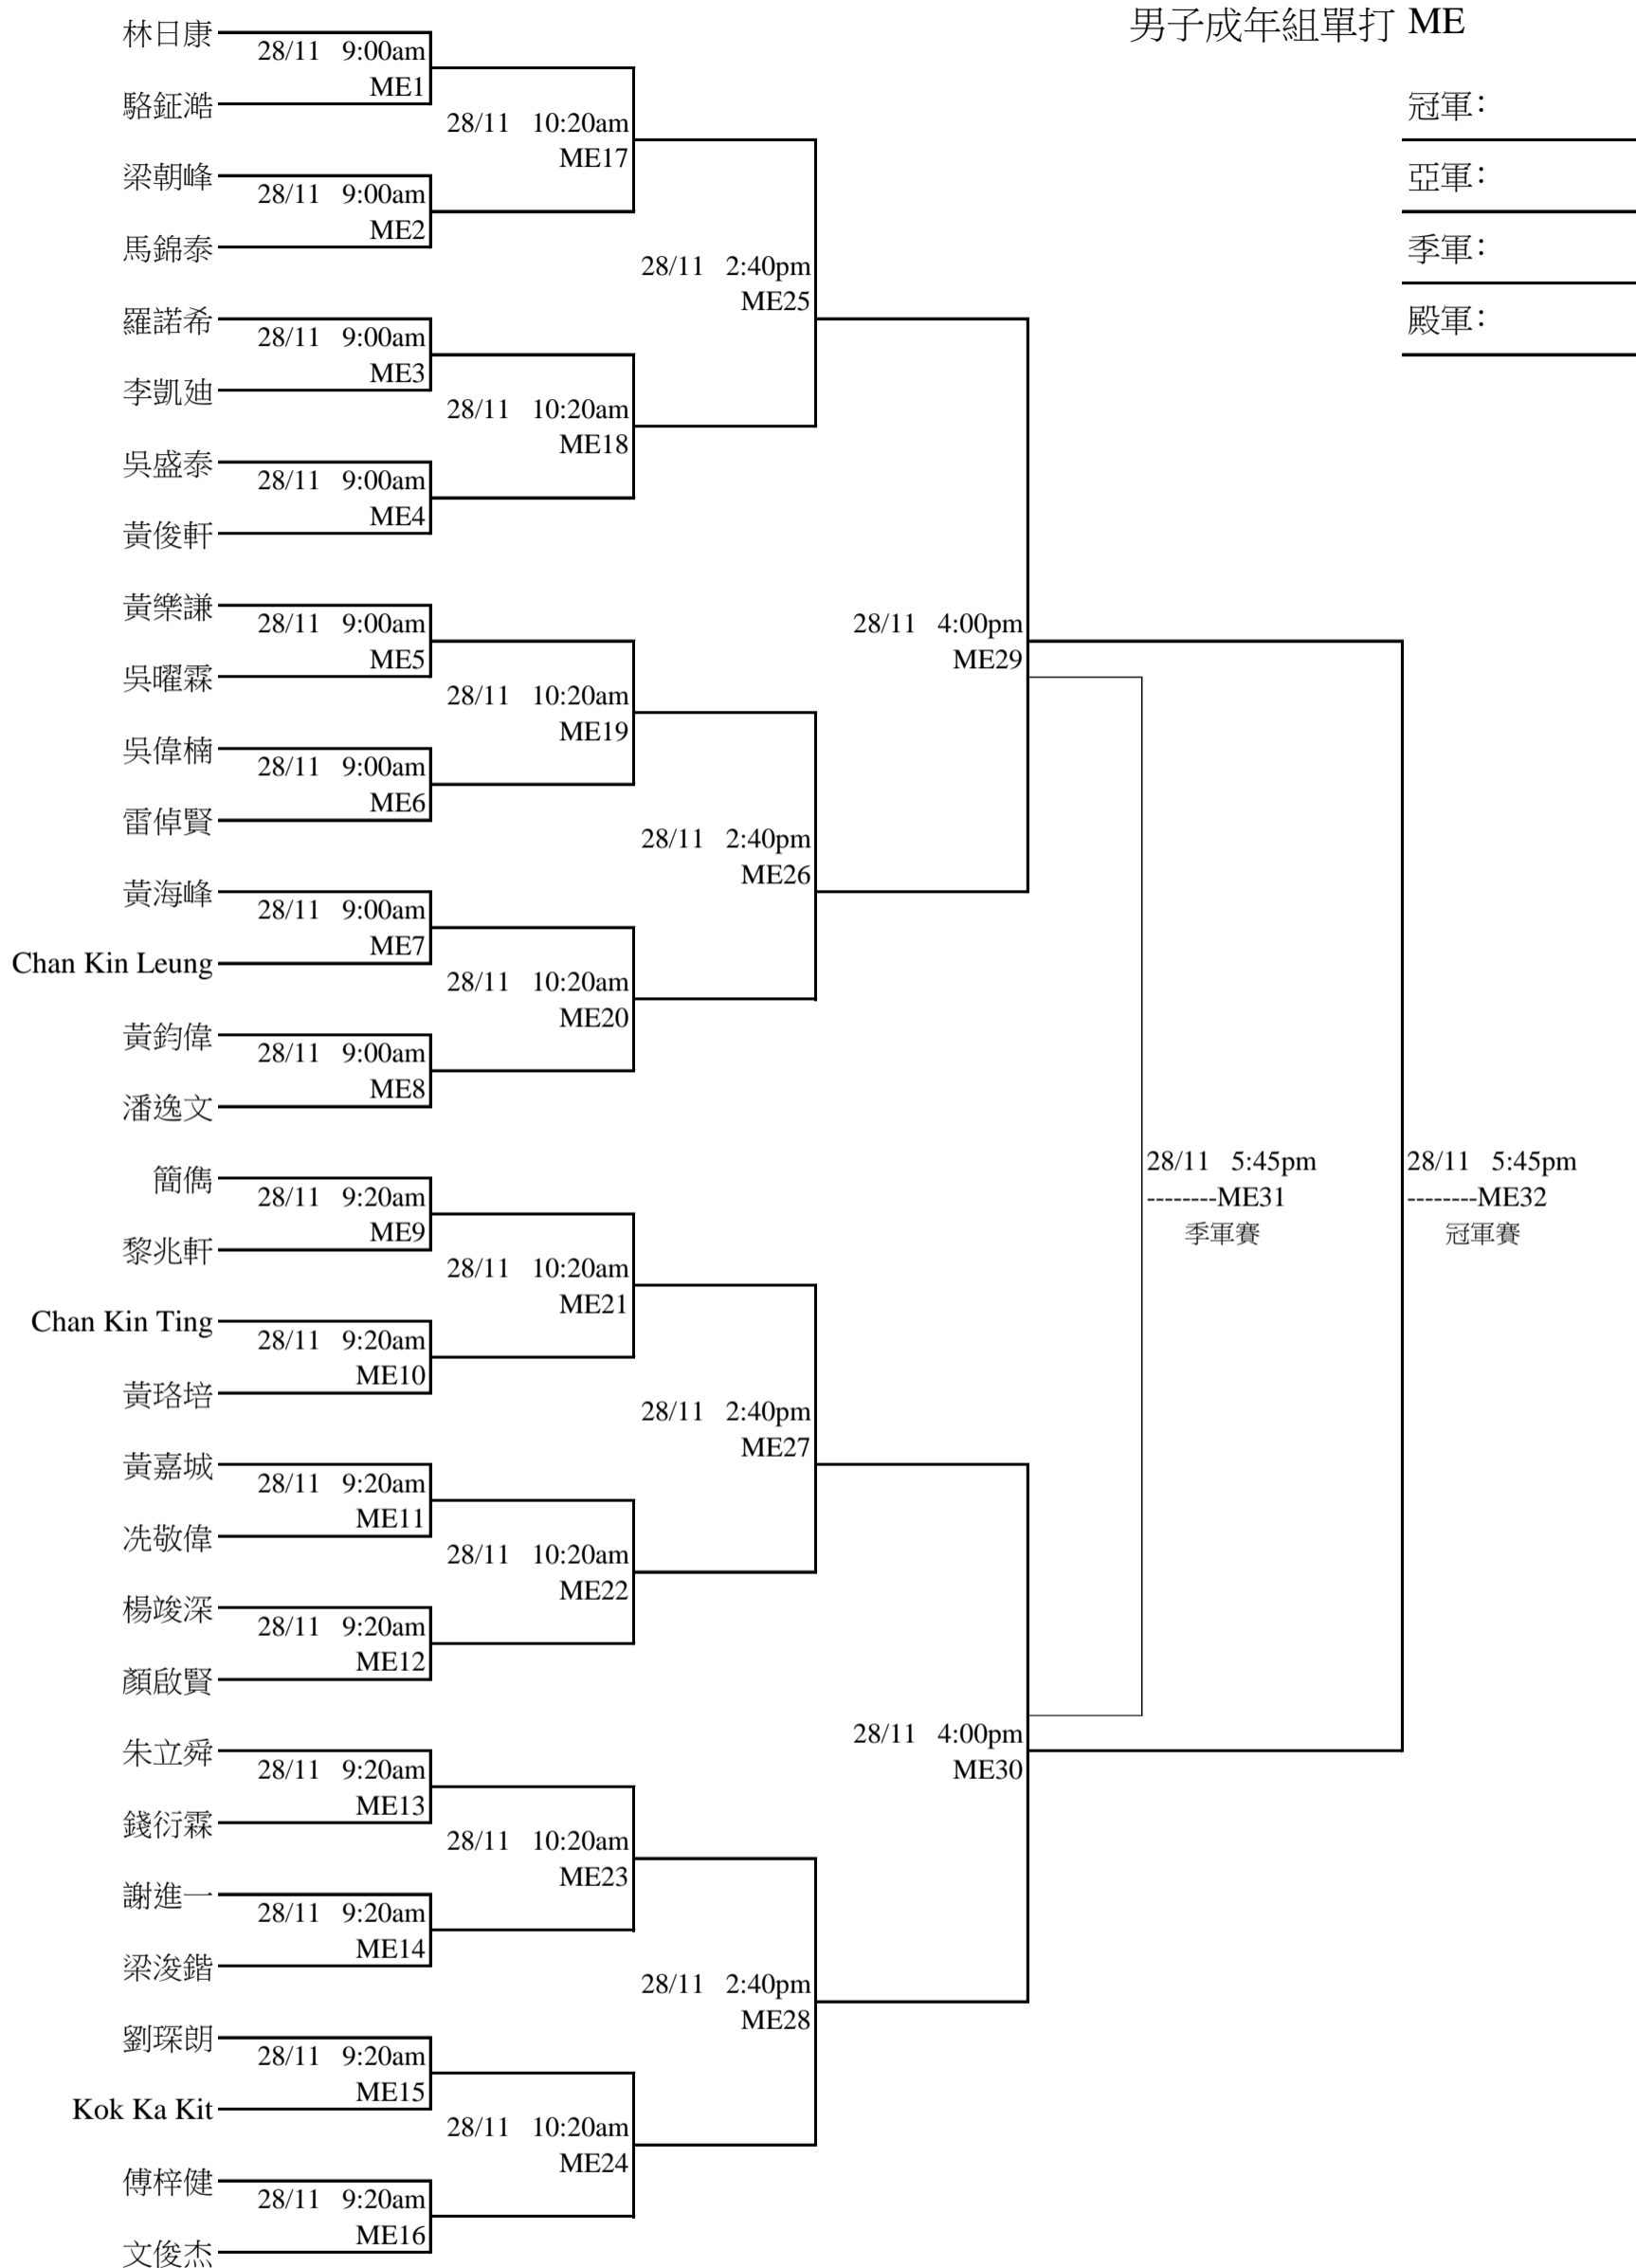 男子成年組單打 ME
冠軍：
亞軍：
季軍：
殿軍：
林日康
28/11 9:00am
ME1
駱鉦澔
28/11 10:20am
ME17
梁朝峰
28/11 9:00am
ME2
馬錦泰
28/11 2:40pm
ME25
羅諾希
28/11 9:00am
ME3
李凱廸
28/11 10:20am
ME18
吳盛泰
28/11 9:00am
ME4
黃俊軒
28/11 4:00pm
ME29
黃樂謙
28/11 9:00am
ME5
吳曜霖
28/11 10:20am
ME19
吳偉楠
28/11 9:00am
ME6
雷倬賢
28/11 2:40pm
ME26
黃海峰
28/11 9:00am
ME7
Chan Kin Leung
28/11 10:20am
ME20
黃鈞偉
28/11 9:00am
ME8
潘逸文
28/11 5:45pm
--------ME31
季軍賽
28/11 5:45pm
--------ME32
冠軍賽
簡雋
28/11 9:20am
ME9
黎兆軒
28/11 10:20am
ME21
Chan Kin Ting
28/11 9:20am
ME10
黃珞培
28/11 2:40pm
ME27
黃嘉城
28/11 9:20am
ME11
冼敬偉
28/11 10:20am
ME22
楊竣深
28/11 9:20am
ME12
顏啟賢
28/11 4:00pm
ME30
朱立舜
28/11 9:20am
ME13
錢衍霖
28/11 10:20am
ME23
謝進一
28/11 9:20am
ME14
梁浚鍇
28/11 2:40pm
ME28
劉琛朗
28/11 9:20am
ME15
Kok Ka Kit
28/11 10:20am
ME24
傅梓健
28/11 9:20am
ME16
文俊杰